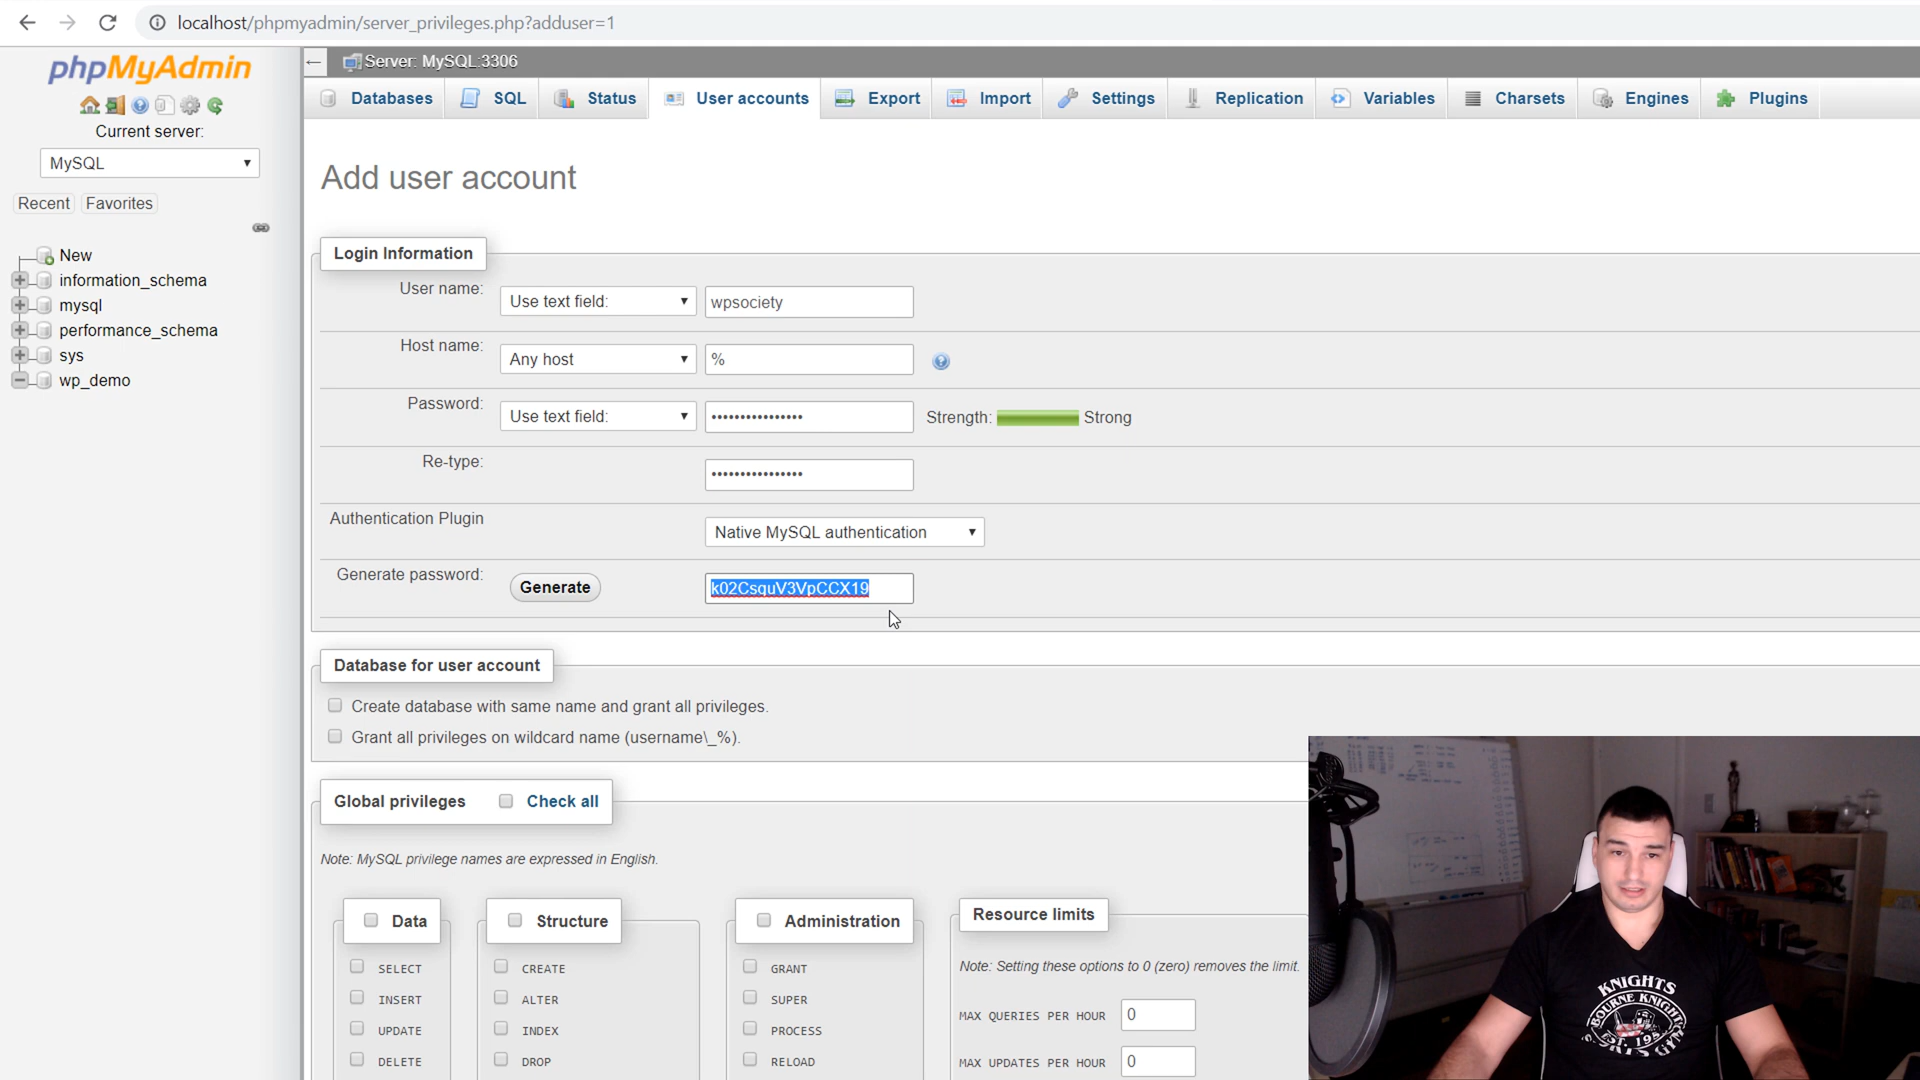 localhost/phpmyadmin/server_privileges.php?adduser=1
phpMyAdmin
Current server:
MySQL
Recent Favorites
New
information_schema
mysql
performance_schema
sys
wp_demo
Server: MySQL:3306
Databases SQL Status User accounts Export Import Settings Replication Variables Charsets Engines Plugins
Add user account
Login Information
User name: Use text field: wpsociety
Host name: Any host %
Password: Use text field: •••••••••••••••• Strength: Strong
Re-type: ••••••••••••••••
Authentication Plugin Native MySQL authentication
Generate password: Generate k02CsquV3VpCCX19
Database for user account
Create database with same name and grant all privileges.
Grant all privileges on wildcard name (username\_%).
Global privileges Check all
Note: MySQL privilege names are expressed in English.
Data Structure Administration Resource limits
SELECT CREATE GRANT Note: Setting these options to 0 (zero) removes the limit.
INSERT ALTER SUPER MAX QUERIES PER HOUR 0
UPDATE INDEX PROCESS
DELETE DROP RELOAD MAX UPDATES PER HOUR 0
KNIGHTS
BOURNE KNIGHTS